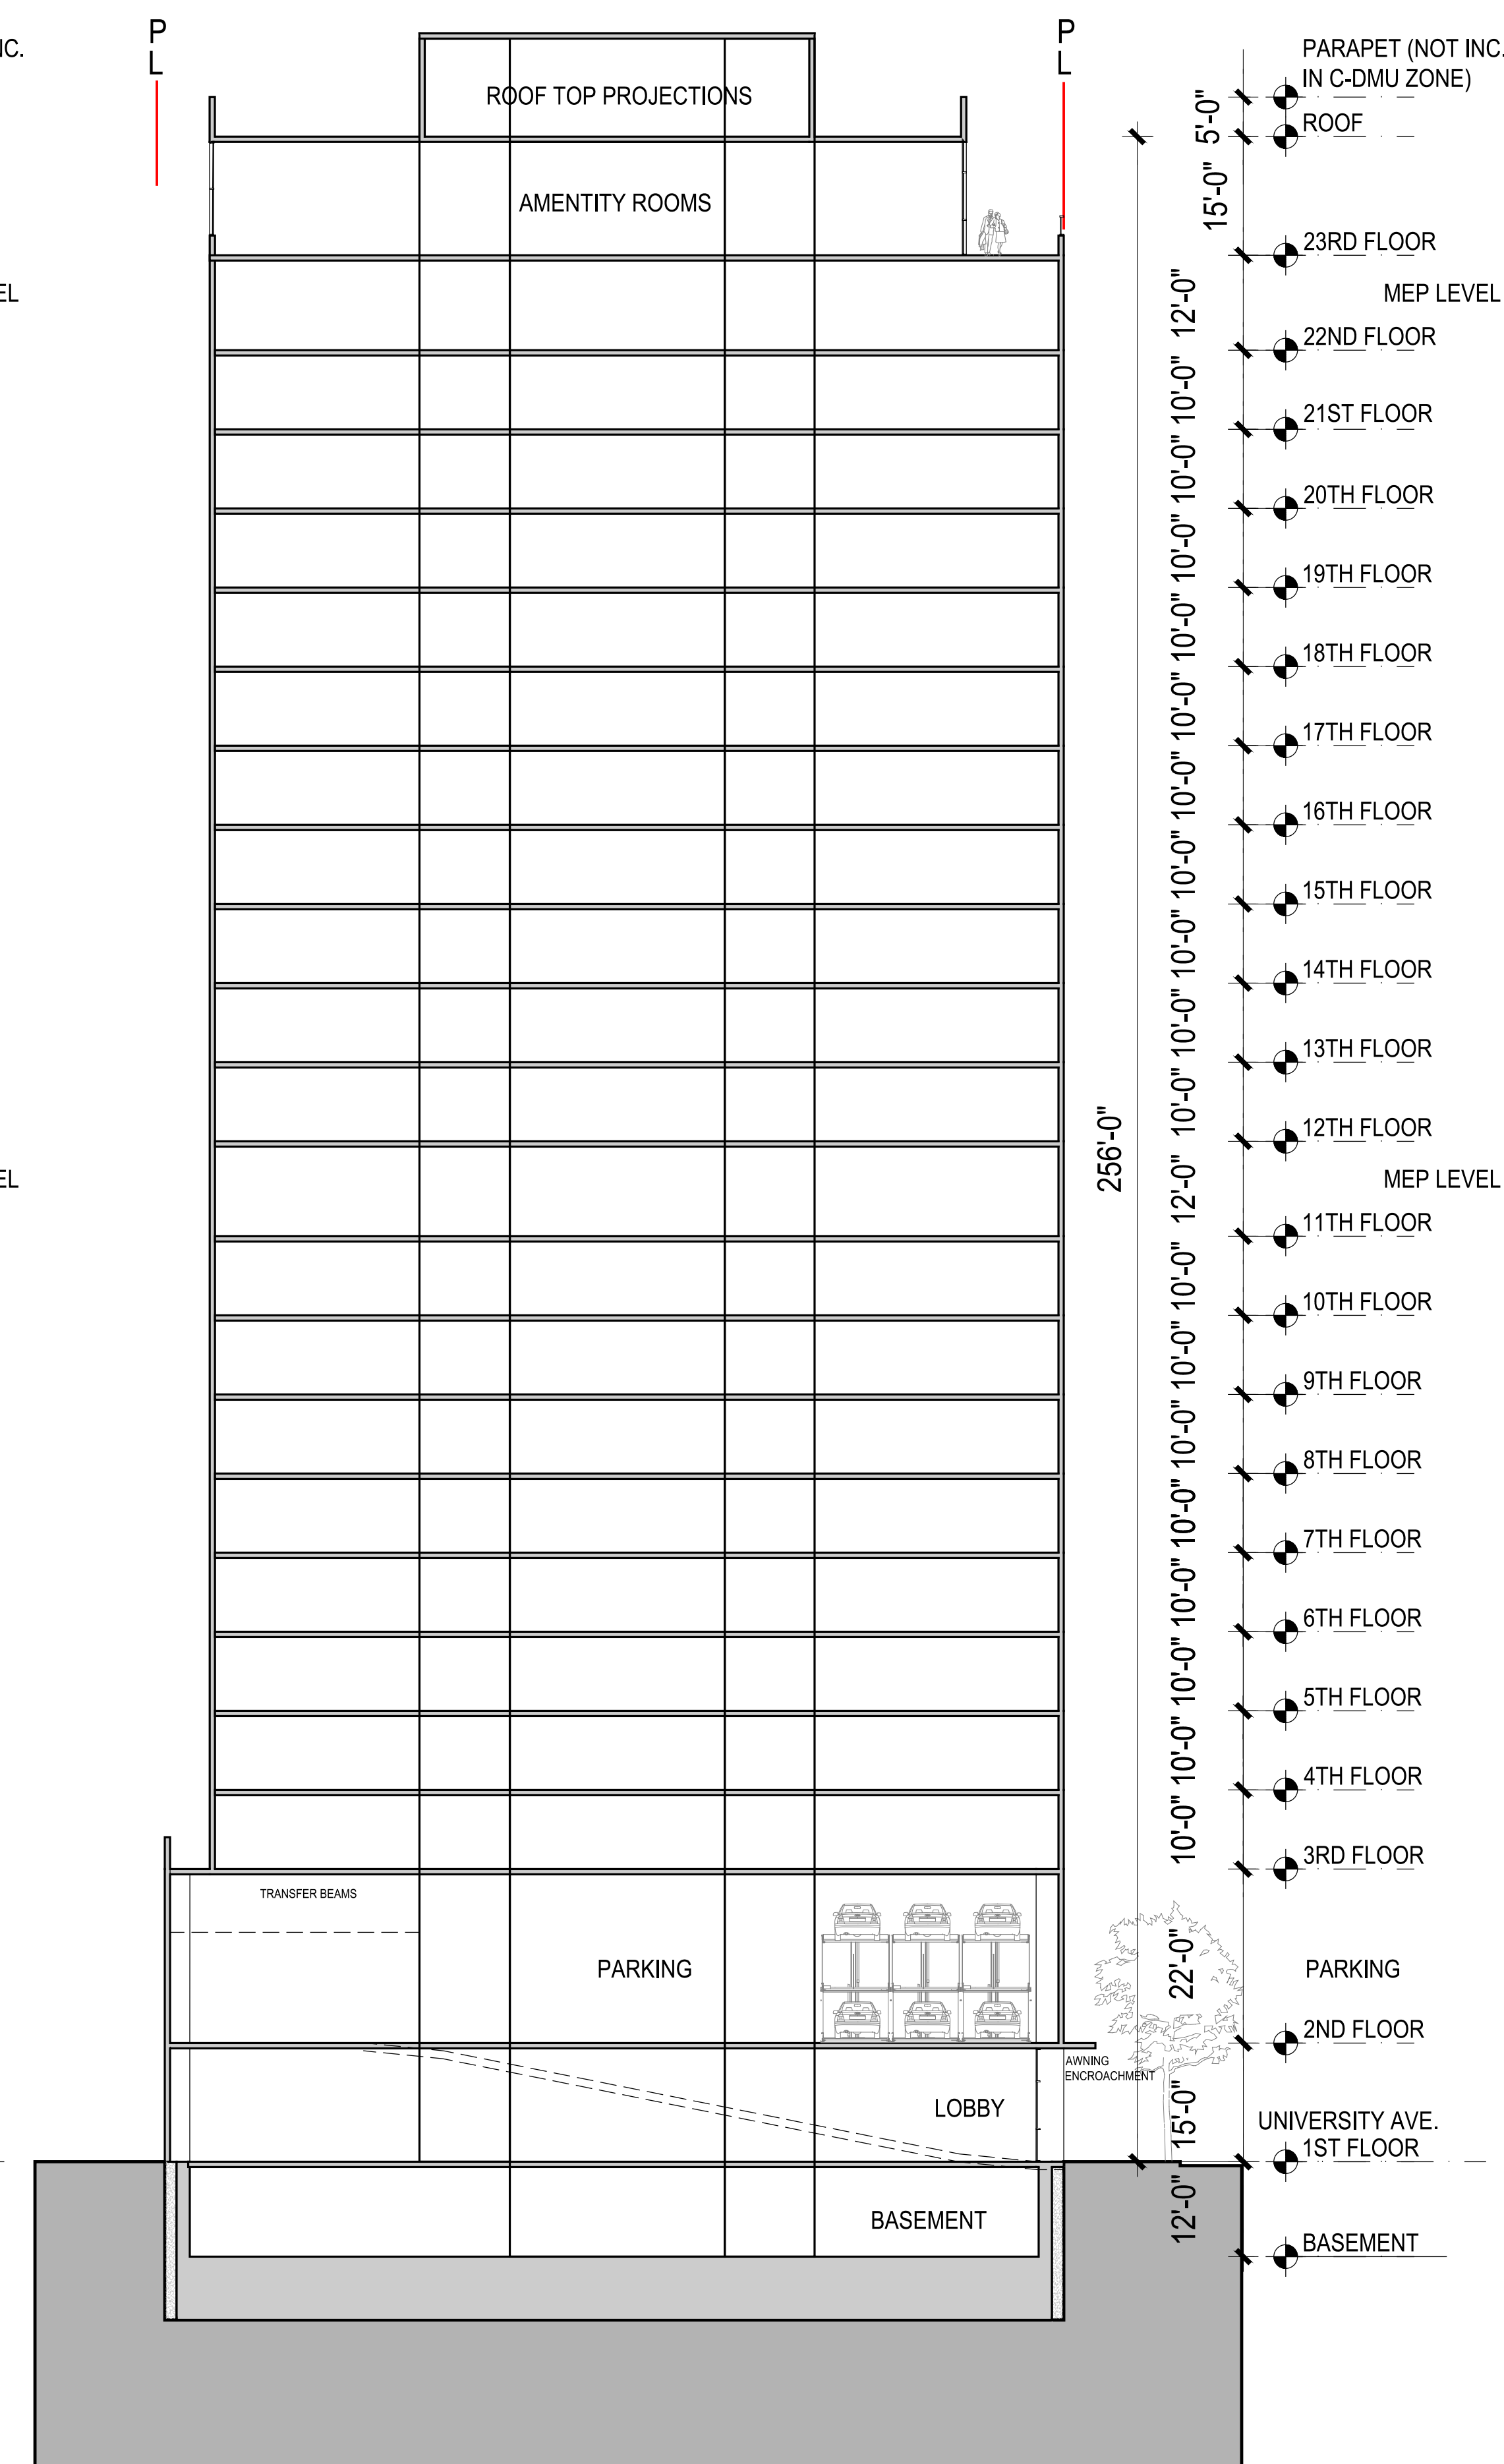 P
L
P
L
NC.
PARAPET (NOT INC.
IN C-DMU ZONE)
ROOF TOP PROJECTIONS
5'-0"
ROOF
15'-0"
AMENTITY ROOMS
23RD FLOOR
EL
12'-0"
MEP LEVEL
22ND FLOOR
10'-0"
21ST FLOOR
10'-0"
20TH FLOOR
10'-0"
19TH FLOOR
10'-0"
18TH FLOOR
10'-0"
17TH FLOOR
10'-0"
16TH FLOOR
10'-0"
15TH FLOOR
10'-0"
14TH FLOOR
10'-0"
13TH FLOOR
10'-0"
12TH FLOOR
256'-0"
EL
12'-0"
MEP LEVEL
11TH FLOOR
10'-0"
10TH FLOOR
10'-0"
9TH FLOOR
10'-0"
8TH FLOOR
10'-0"
7TH FLOOR
10'-0"
6TH FLOOR
10'-0"
5TH FLOOR
10'-0"
4TH FLOOR
10'-0"
3RD FLOOR
TRANSFER BEAMS
PARKING
22'-0"
PARKING
2ND FLOOR
AWNING
ENCROACHMENT
LOBBY
15'-0"
UNIVERSITY AVE.
1ST FLOOR
12'-0"
BASEMENT
BASEMENT